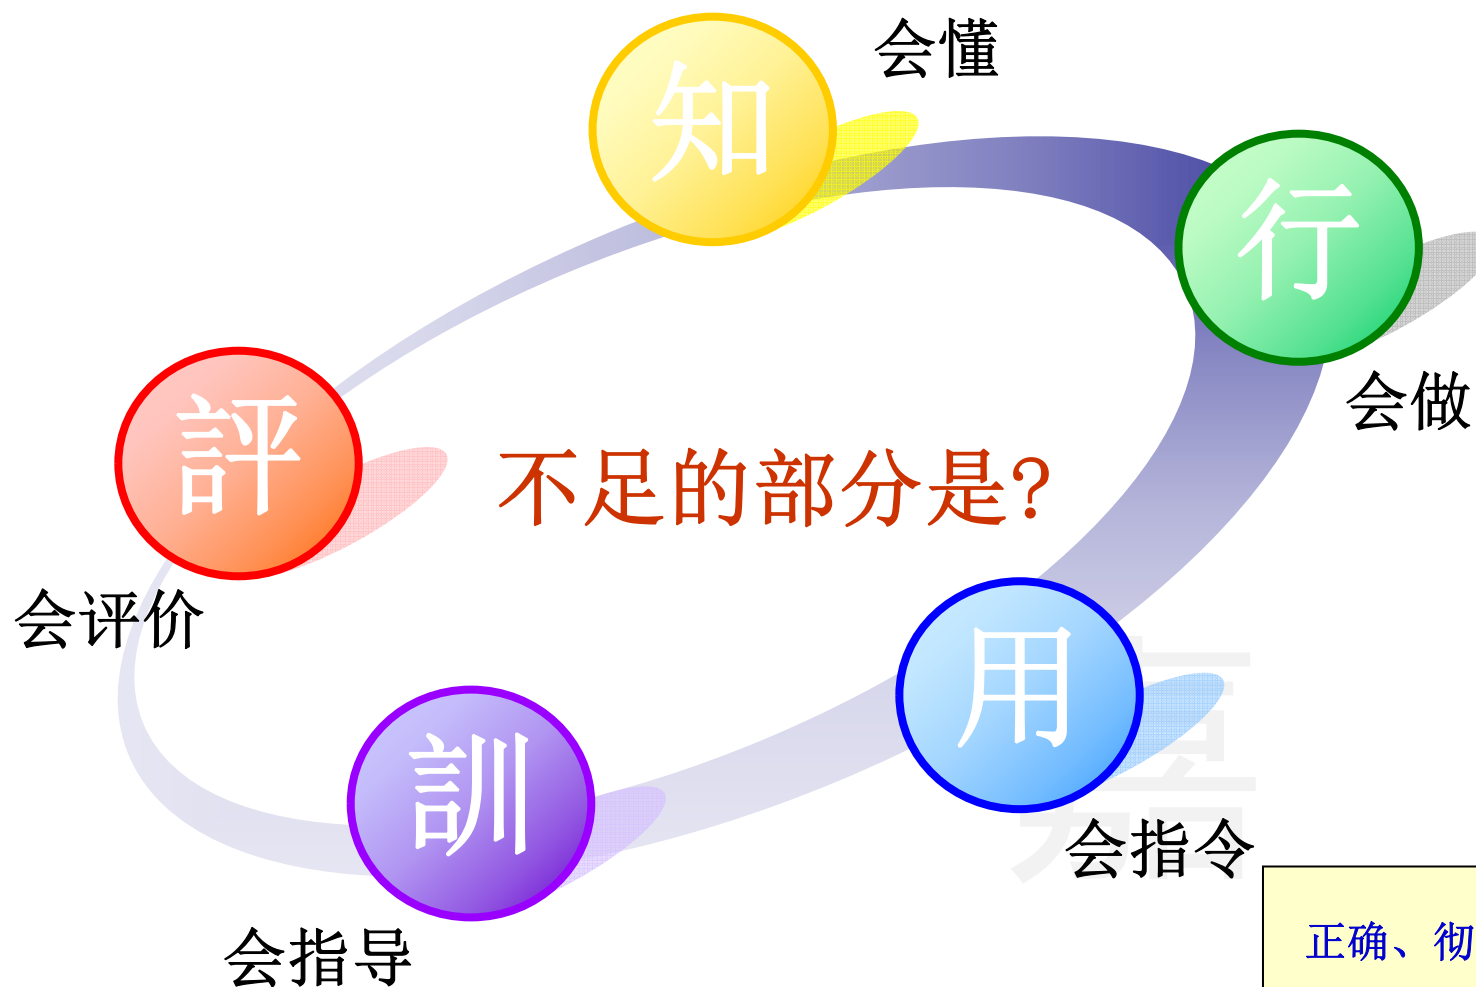 知
会懂
行
会做
不足的部分是?
評
会评价
用
会指令
訓
会指导
嘉
正确、彻